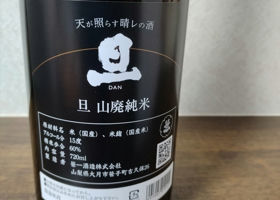 天が照らす晴レの酒
旦
DAN
旦 山廃純米
原材料名 米（国産）、米麹（国産米）
アルコール分 15度
精米歩合 60%
内容量 720ml
製造者 笹一酒造株式会社
山梨県大月市笹子町吉久保26